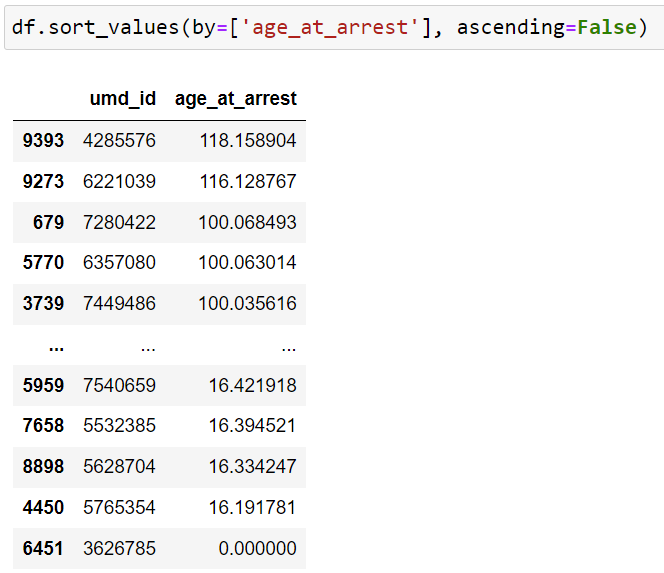 df.sort_values(by=['age_at_arrest'], ascending=False)
umd_id age_at_arrest
9393 4285576 118.158904
9273 6221039 116.128767
679 7280422 100.068493
5770 6357080 100.063014
3739 7449486 100.035616
... ... ...
5959 7540659 16.421918
7658 5532385 16.394521
8898 5628704 16.334247
4450 5765354 16.191781
6451 3626785 0.000000